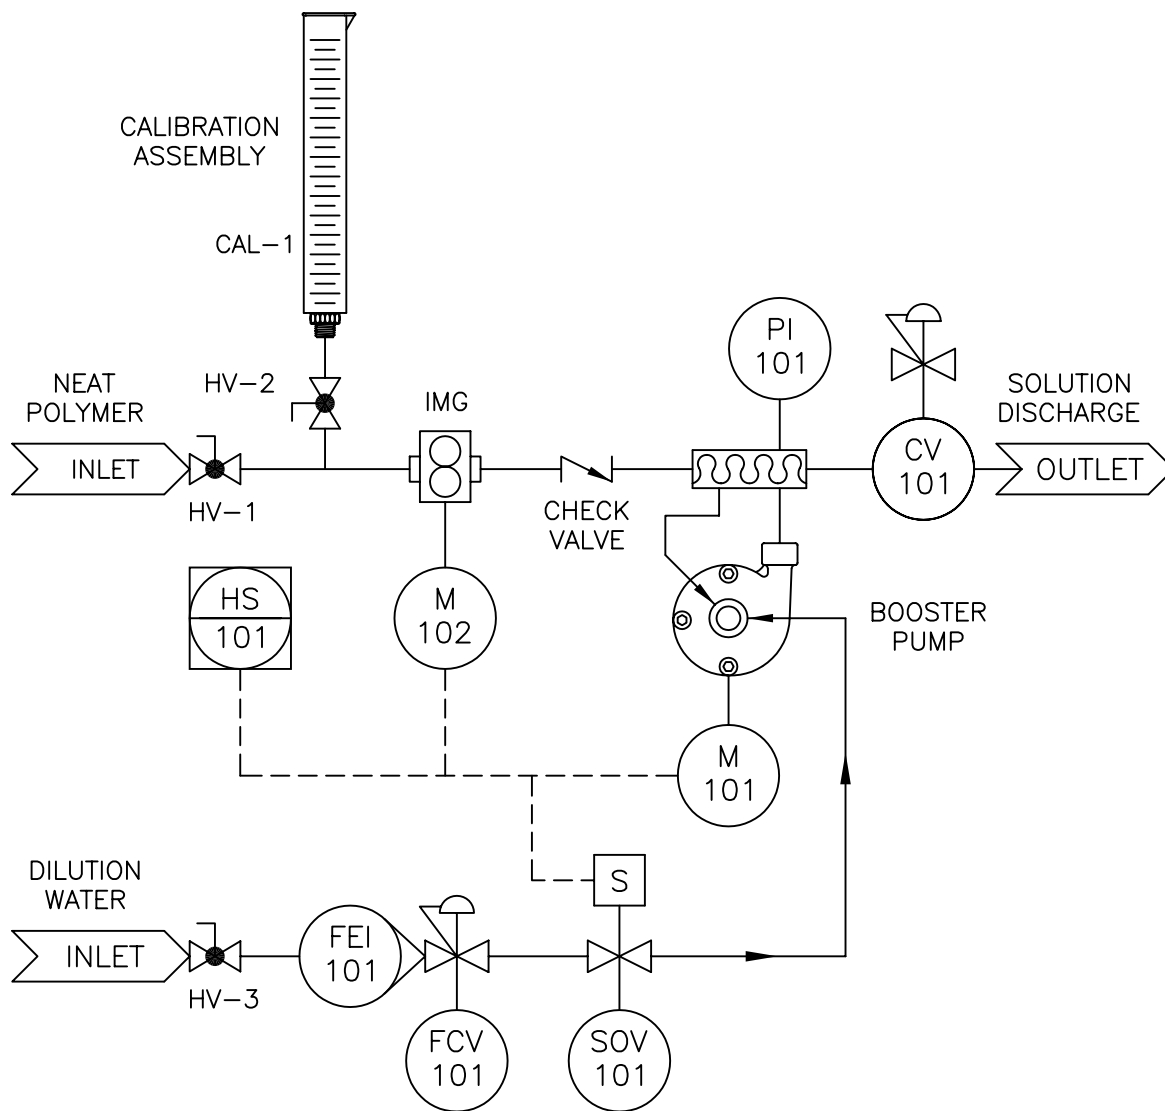 CALIBRATION
ASSEMBLY
CAL-1
PI
101
HV-2
NEAT
POLYMER
INLET
HV-1
IMG
CHECK
VALVE
CV
101
SOLUTION
DISCHARGE
OUTLET
HS
101
M
102
BOOSTER
PUMP
M
101
DILUTION
WATER
INLET
HV-3
FEI
101
S
FCV
101
SOV
101